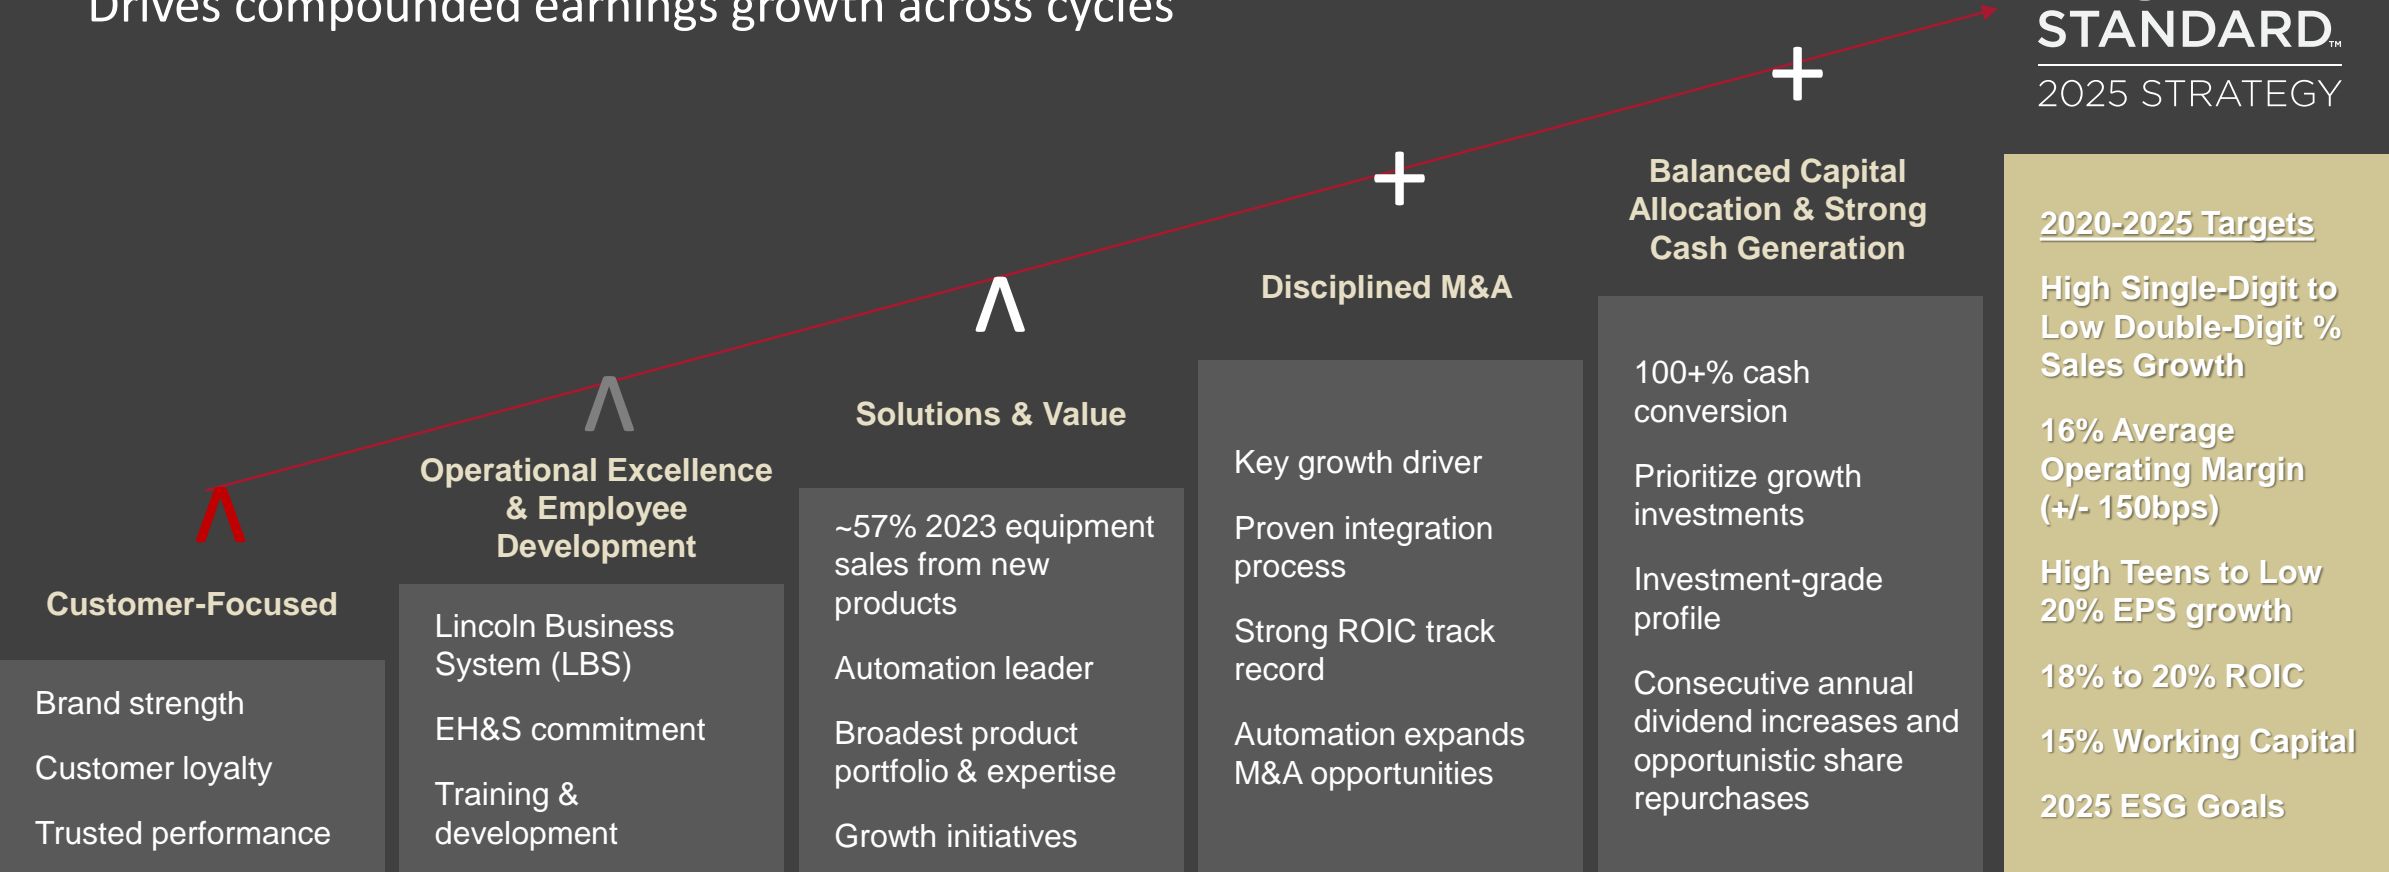 Drives compounded earnings growth across cycles
STANDARD™
2025 STRATEGY
Customer-Focused
Brand strength
Customer loyalty
Trusted performance
Operational Excellence
& Employee
Development
Lincoln Business
System (LBS)
EH&S commitment
Training &
development
Solutions & Value
~57% 2023 equipment
sales from new
products
Automation leader
Broadest product
portfolio & expertise
Growth initiatives
Disciplined M&A
Key growth driver
Proven integration
process
Strong ROIC track
record
Automation expands
M&A opportunities
Balanced Capital
Allocation & Strong
Cash Generation
100+% cash
conversion
Prioritize growth
investments
Investment-grade
profile
Consecutive annual
dividend increases and
opportunistic share
repurchases
2020-2025 Targets
High Single-Digit to
Low Double-Digit %
Sales Growth
16% Average
Operating Margin
(+/- 150bps)
High Teens to Low
20% EPS growth
18% to 20% ROIC
15% Working Capital
2025 ESG Goals